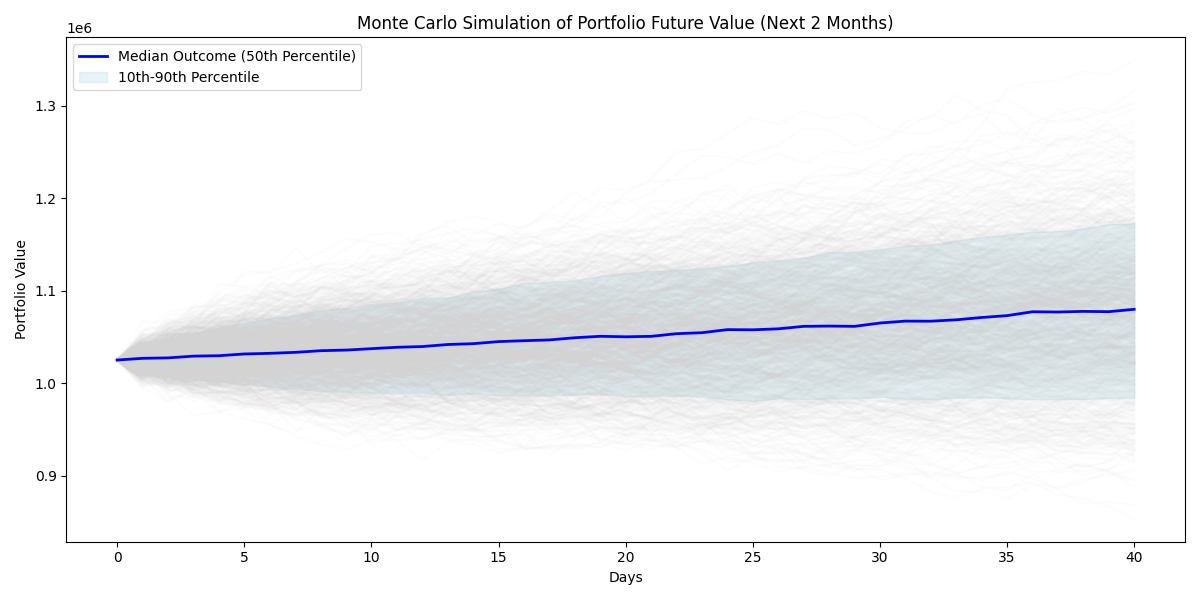 Monte Carlo Simulation of Portfolio Future Value (Next 2 Months)
1e6
Median Outcome (50th Percentile)
10th-90th Percentile
1.3
1.2
1.1
1.0
0.9
Portfolio Value
0 5 10 15 20 25 30 35 40
Days